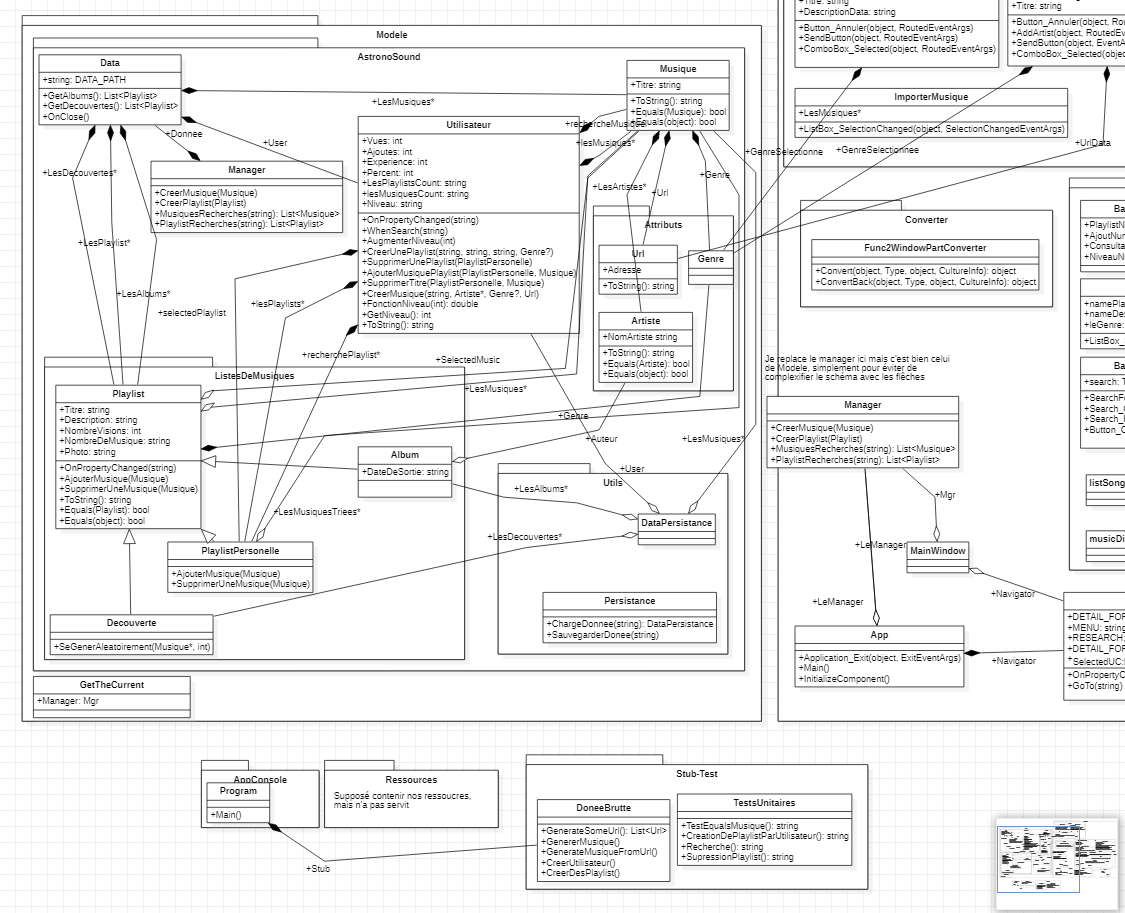 Modele
AstronoSound
Data
+string: DATA_PATH
+GetAlbums(): List<Playlist>
+GetDecouvertes(): List<Playlist>
+OnClose()
Musique
+Titre: string
+ToString(): string
+Equals(Musique): bool
+Equals(object): bool
+LesMusiques*
+rechercheMusique*
+lesMusiques*
+Donnee
+User
Utilisateur
+Vues: int
+Ajoutes: int
+Experience: int
+Percent: int
+LesPlaylistsCount: string
+lesMusiquesCount: string
+Niveau: string
+OnPropertyChanged(string)
+WhenSearch(string)
+AugmenterNiveau(int)
+CreerUnePlaylist(string, string, string, Genre?)
+SupprimerUnePlaylist(PlaylistPersonelle)
+AjouterMusiquePlaylist(PlaylistPersonelle, Musique)
+SupprimerTitre(PlaylistPersonelle, Musique)
+CreerMusique(string, Artiste*, Genre?, Url)
+FonctionNiveau(int): double
+GetNiveau(): int
+ToString(): string
Manager
+CreerMusique(Musique)
+CreerPlaylist(Playlist)
+MusiquesRecherches(string): List<Musique>
+PlaylistRecherches(string): List<Playlist>
+LesDecouvertes*
+LesPlaylist*
+LesAlbums*
+selectedPlaylist
+lesPlaylists*
+recherchePlaylist*
+SelectedMusic
+LesMusiques*
+LesArtistes*
+Url
+Genre
Attributs
Url
+Adresse
+ToString(): string
Genre
Artiste
+NomArtiste string
+ToString(): string
+Equals(Artiste): bool
+Equals(object): bool
+Genre
+Auteur
+LesMusiques*
+User
ListesDeMusiques
Playlist
+Titre: string
+Description: string
+NombreVisions: int
+NombreDeMusique: string
+Photo: string
+OnPropertyChanged(string)
+AjouterMusique(Musique)
+SupprimerUneMusique(Musique)
+ToString(): string
+Equals(Playlist): bool
+Equals(object): bool
Album
+DateDeSortie: string
+LesMusiquesTriees*
PlaylistPersonelle
+AjouterMusique(Musique)
+SupprimerUneMusique(Musique)
Decouverte
+SeGenerAleatoirement(Musique*, int)
+LesAlbums*
+LesDecouvertes*
Utils
DataPersistance
Persistance
+ChargeDonnee(string): DataPersistance
+SauvegarderDonee(string)
GetTheCurrent
+Manager: Mgr
+Titre: string
+DescriptionData: string
+Button_Annuler(object, RoutedEventArgs)
+SendButton(object, RoutedEventArgs)
+ComboBox_Selected(object, RoutedEventArgs)
+Titre: string
+Button_Annuler(object, Rou
+AddArtist(object, RoutedEv
+SendButton(object, EventA
+ComboBox_Selected(objec
ImporterMusique
+LesMusiques*
+ListBox_SelectionChanged(object, SelectionChangedEventArgs)
+GenreSelectionne
+GenreSelectionnee
+UrlData
Converter
Func2WindowPartConverter
+Convert(object, Type, object, CultureInfo): object
+ConvertBack(object, Type, object, CultureInfo): object
Ba
+PlaylistN
+AjoutNun
+Consulta
+NiveauN
+namePla
+nameDes
+leGenre:
+ListBox_
Ba
+search: T
+SearchFo
+Search_G
+Search_L
+Button_C
listSong
musicDi
Je replace le manager ici mais c'est bien celui
de Modele, simplement pour éviter de
complexifier le schéma avec les flèches
Manager
+CreerMusique(Musique)
+CreerPlaylist(Playlist)
+MusiquesRecherches(string): List<Musique>
+PlaylistRecherches(string): List<Playlist>
+Mgr
+LeManager
MainWindow
+Navigator
+LeManager
App
+Application_Exit(object, ExitEventArgs)
+Main()
+InitializeComponent()
+Navigator
+DETAIL_FOR
+MENU: string
+RESEARCH:
+DETAIL_FOR
+SelectedUC:
+OnPropertyC
+GoTo(string)
AppConsole
Program
+Main()
Ressources
Supposé contenir nos ressoucres,
mais n'a pas servit
+Stub
Stub-Test
DoneeBrutte
+GenerateSomeUrl(): List<Url>
+GenererMusique()
+GenerateMusiqueFromUrl()
+CreerUtilisateur()
+CreerDesPlaylist()
TestsUnitaires
+TestEqualsMusique(): string
+CreationDePlaylistParUtilisateur(): string
+Recherche(): string
+SupressionPlaylist(): string